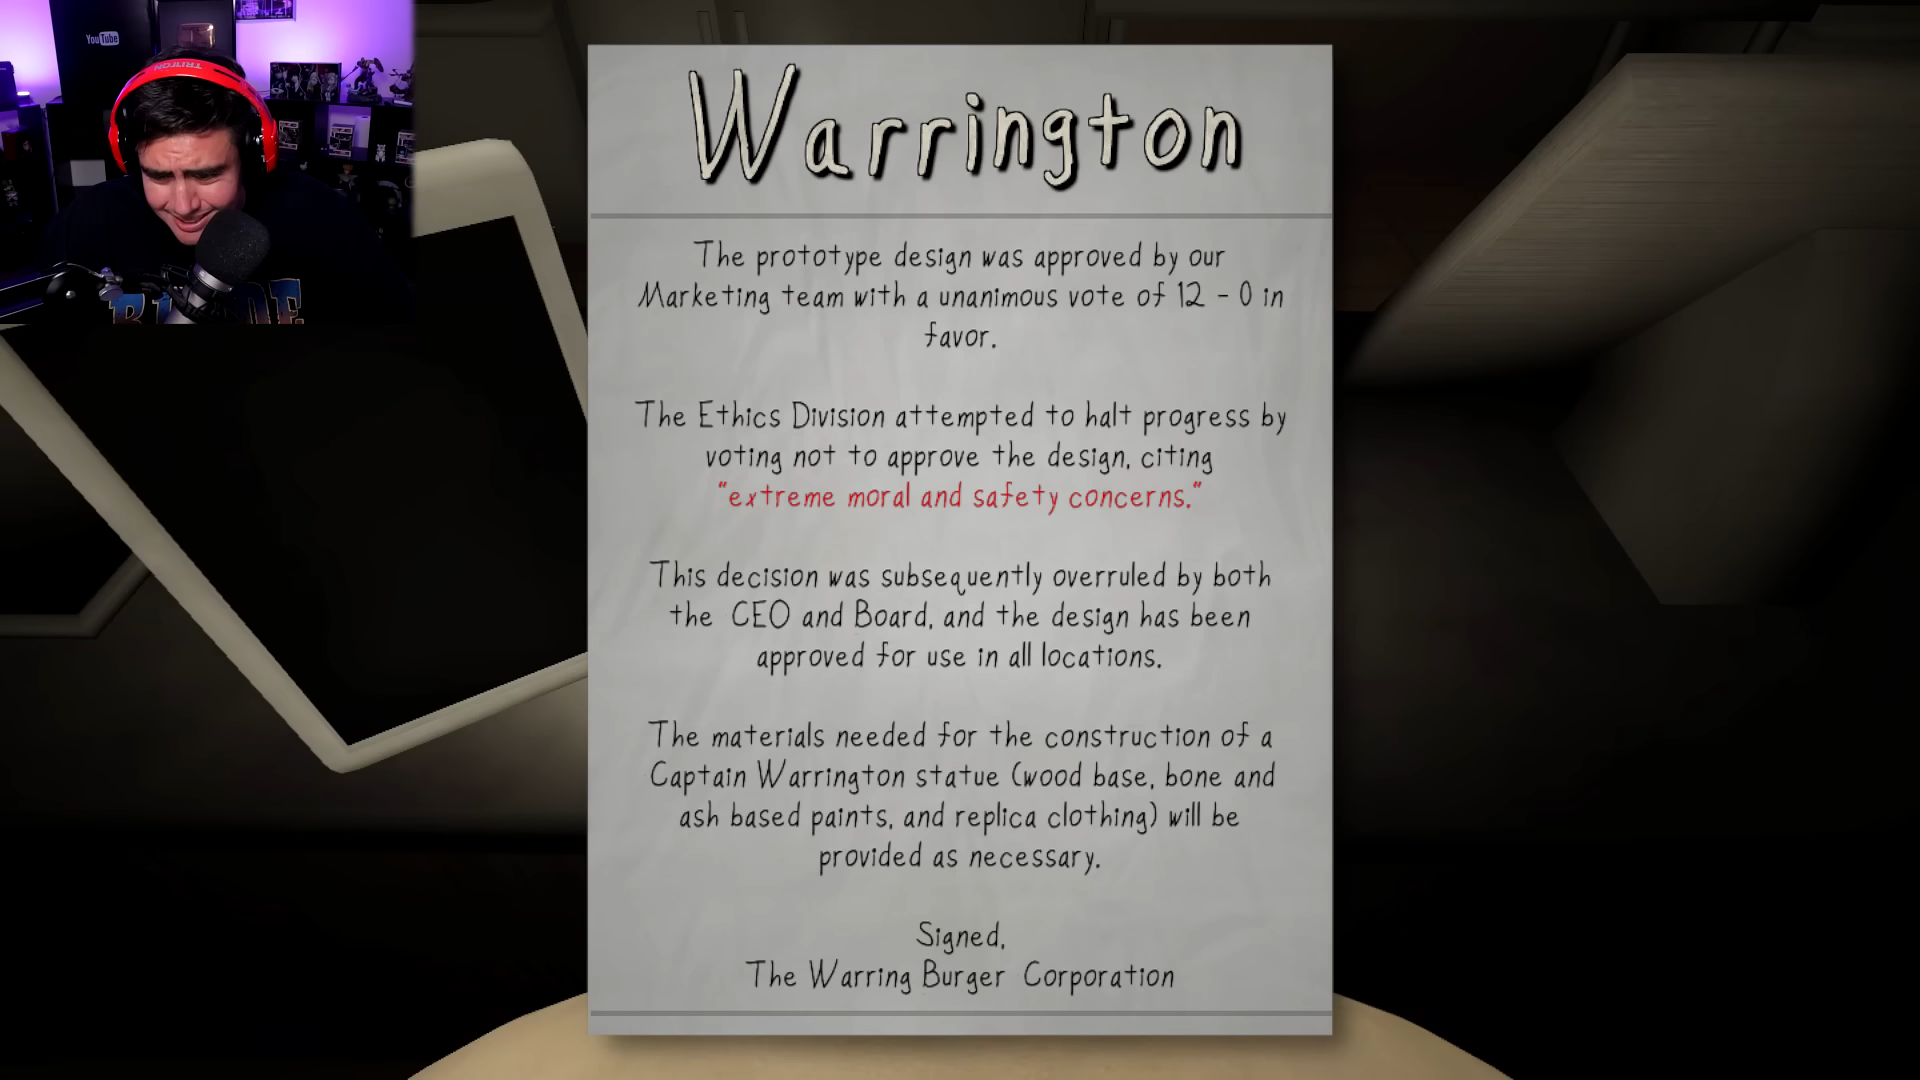 YouTube
TRITTON
Warrington
The prototype design was approved by our
Marketing team with a unanimous vote of 12 - 0 in
favor.
The Ethics Division attempted to halt progress by
voting not to approve the design, citing
"extreme moral and safety concerns."
This decision was subsequently overruled by both
the CEO and Board, and the design has been
approved for use in all locations.
The materials needed for the construction of a
Captain Warrington statue (wood base, bone and
ash based paints, and replica clothing) will be
provided as necessary.
Signed,
The Warring Burger Corporation